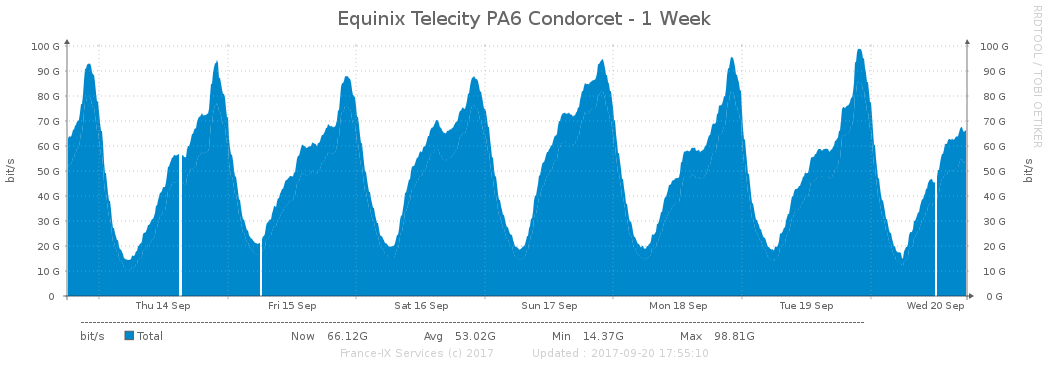 Equinix Telecity PA6 Condorcet - 1 Week
RRDTOOL / TOBI OETIKER
100 G 100 G
90 G 90 G
80 G 80 G
70 G 70 G
60 G 60 G
50 G 50 G
40 G 40 G
30 G 30 G
20 G 20 G
10 G 10 G
0 0 G
bit/s bit/s
Thu 14 Sep Fri 15 Sep Sat 16 Sep Sun 17 Sep Mon 18 Sep Tue 19 Sep Wed 20 Sep
bit/s Total Now 66.12G Avg 53.02G Min 14.37G Max 98.81G
France-IX Services (c) 2017 Updated : 2017-09-20 17:55:10